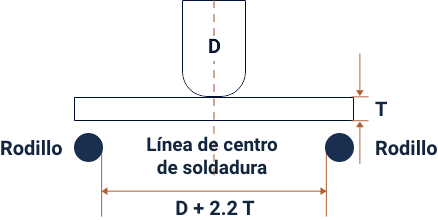 D
T
Rodillo
Línea de centro
de soldadura
Rodillo
D + 2.2 T